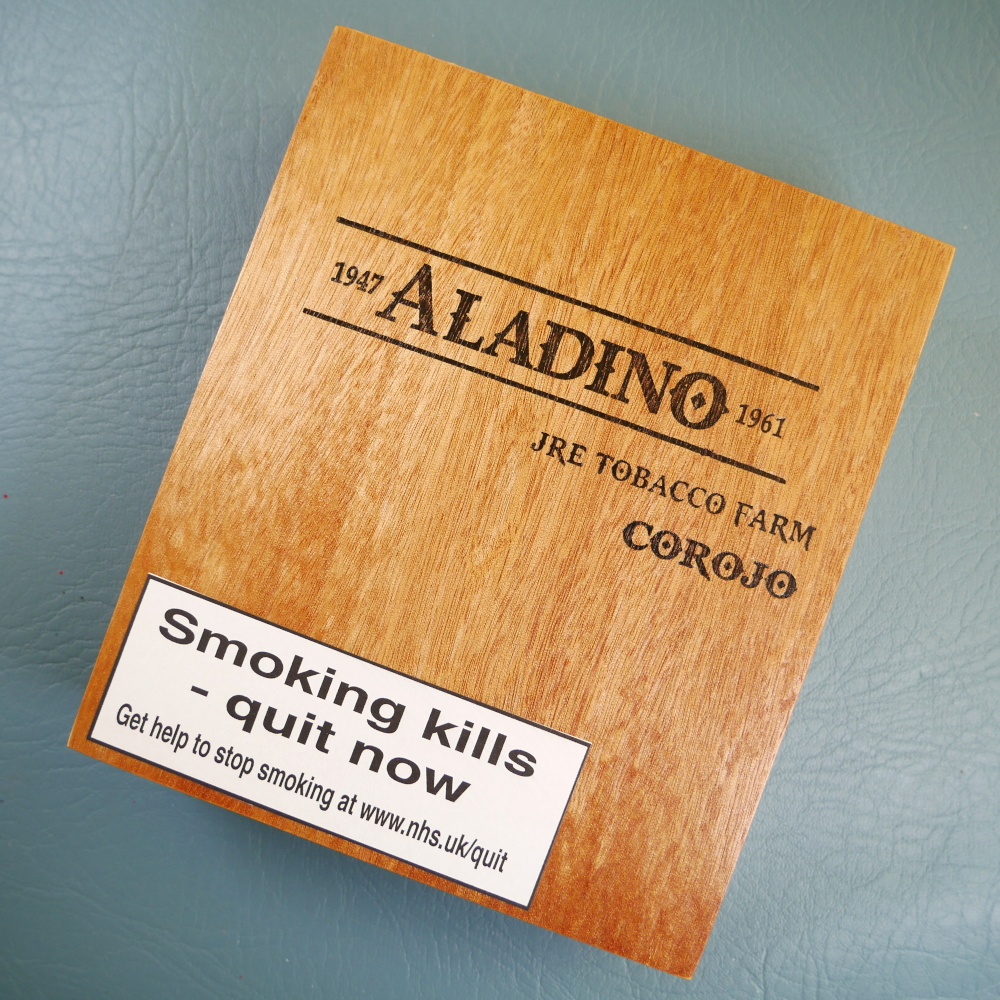 1947 ALADINO 1961
JRE TOBACCO FARM
COROJO
Smoking kills
- quit now
Get help to stop smoking at www.nhs.uk/quit